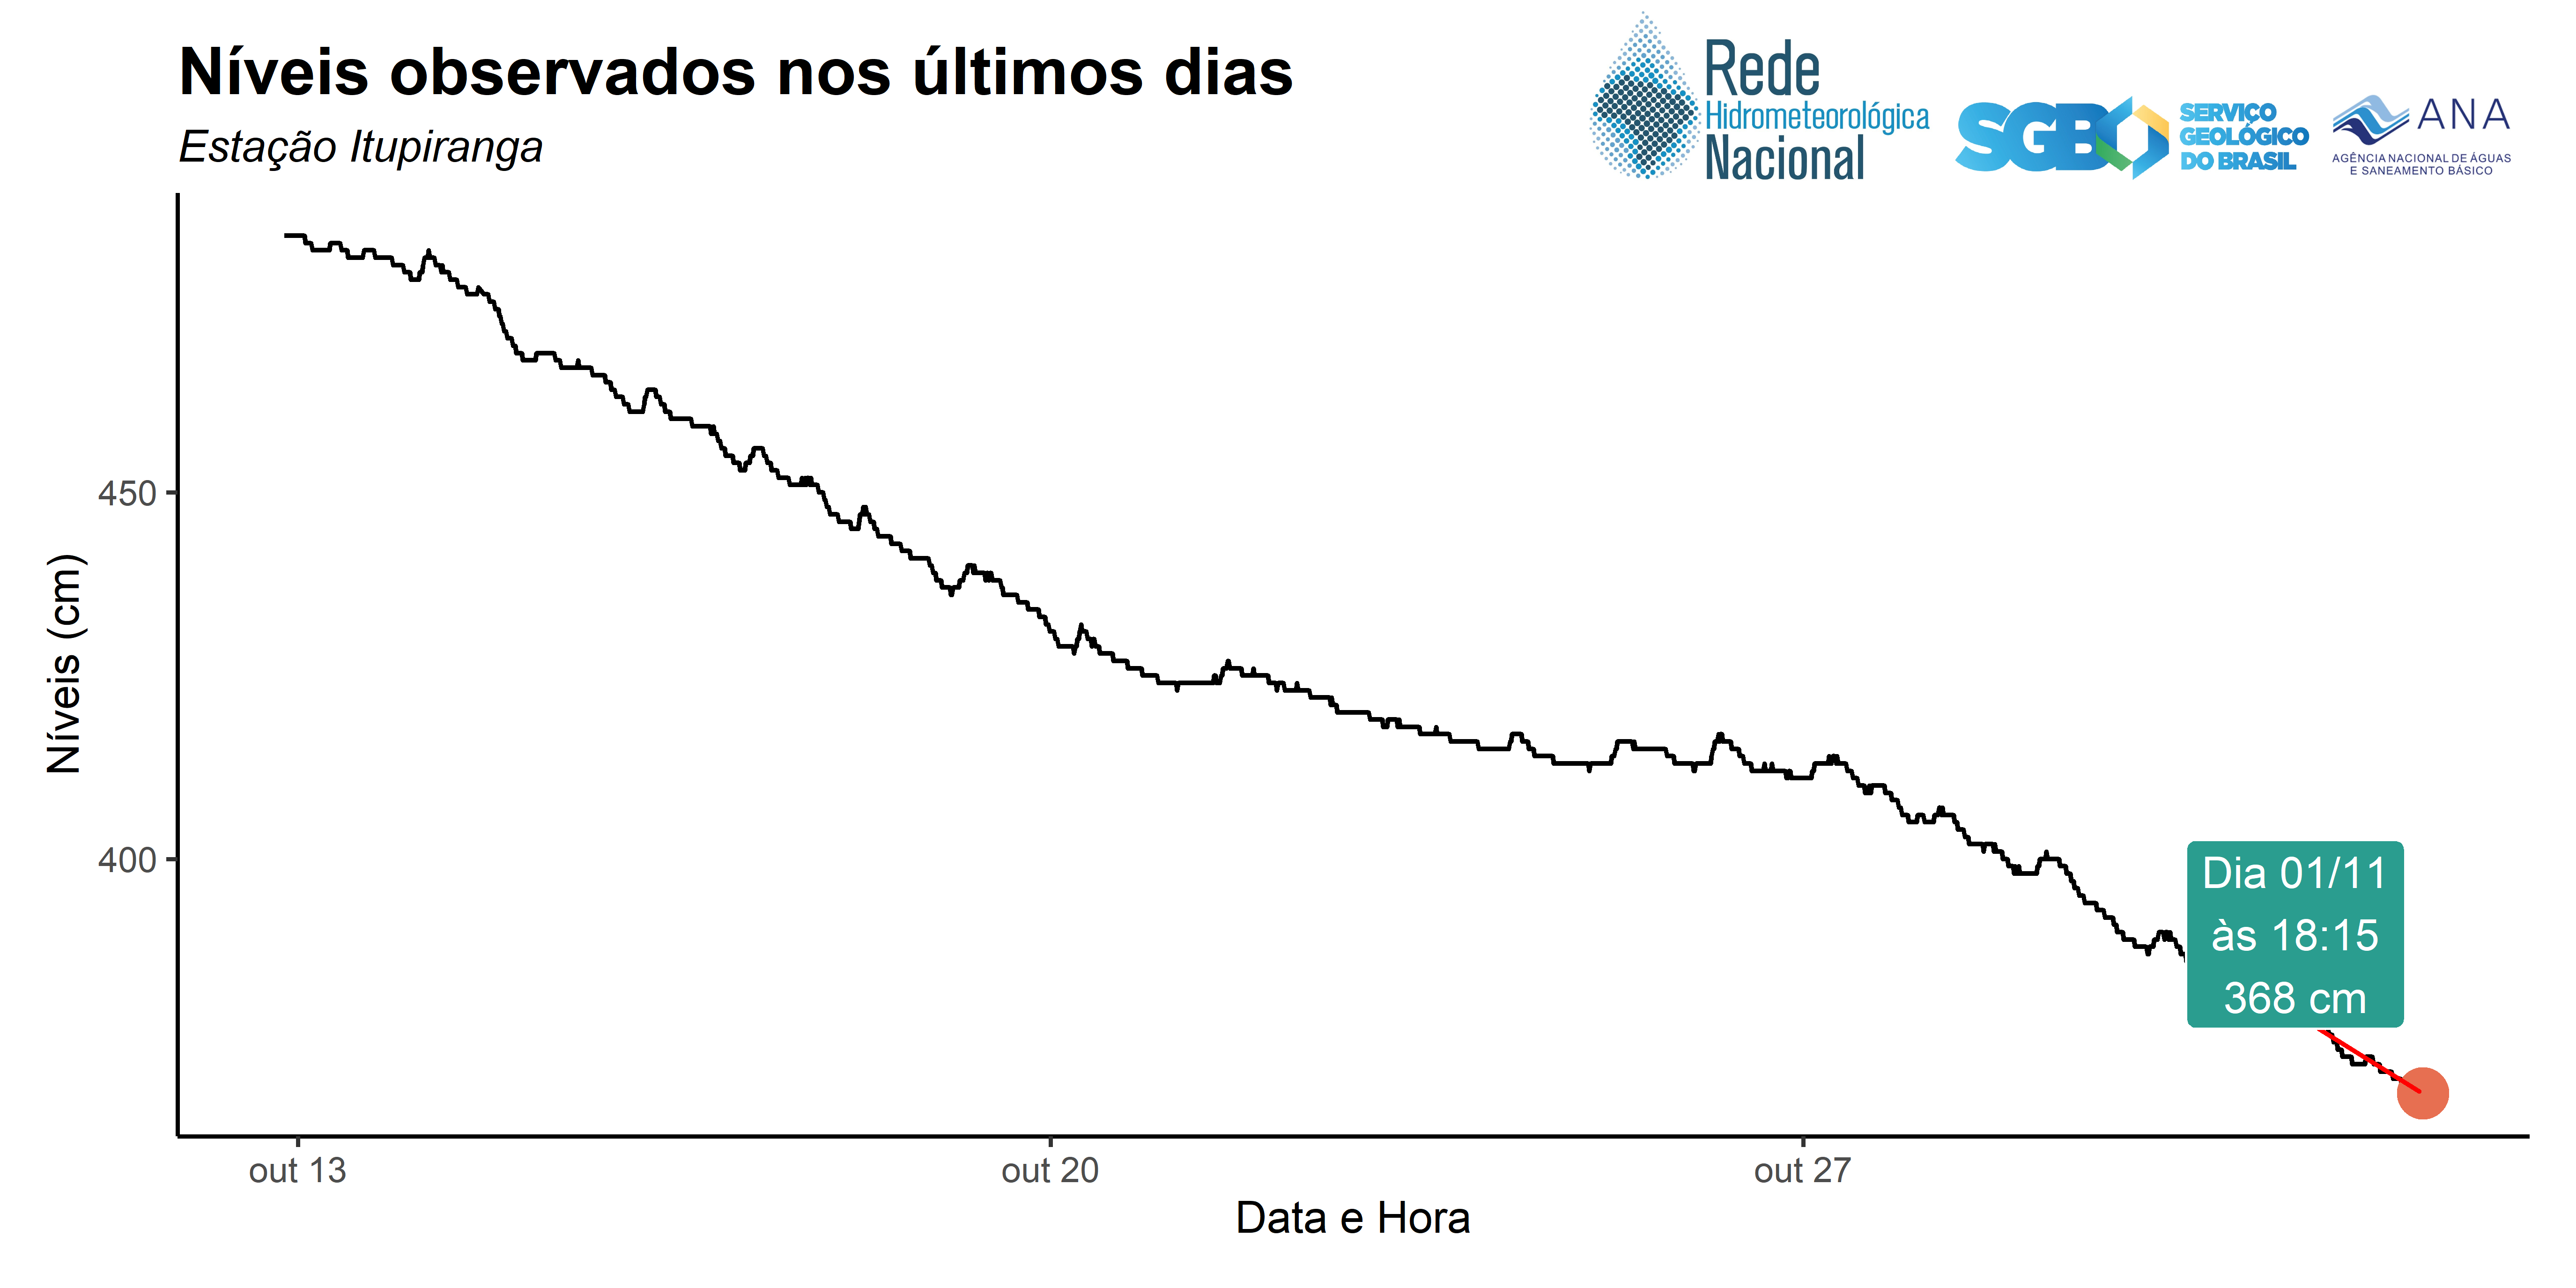 Níveis observados nos últimos dias
Estação Itupiranga
Rede
Hidrometeorológica
Nacional
SGB
SERVIÇO
GEOLÓGICO
DO BRASIL
ANA
AGÊNCIA NACIONAL DE ÁGUAS
E SANEAMENTO BÁSICO
Níveis (cm)
450
400
Dia 01/11
às 18:15
368 cm
out 13
out 20
out 27
Data e Hora